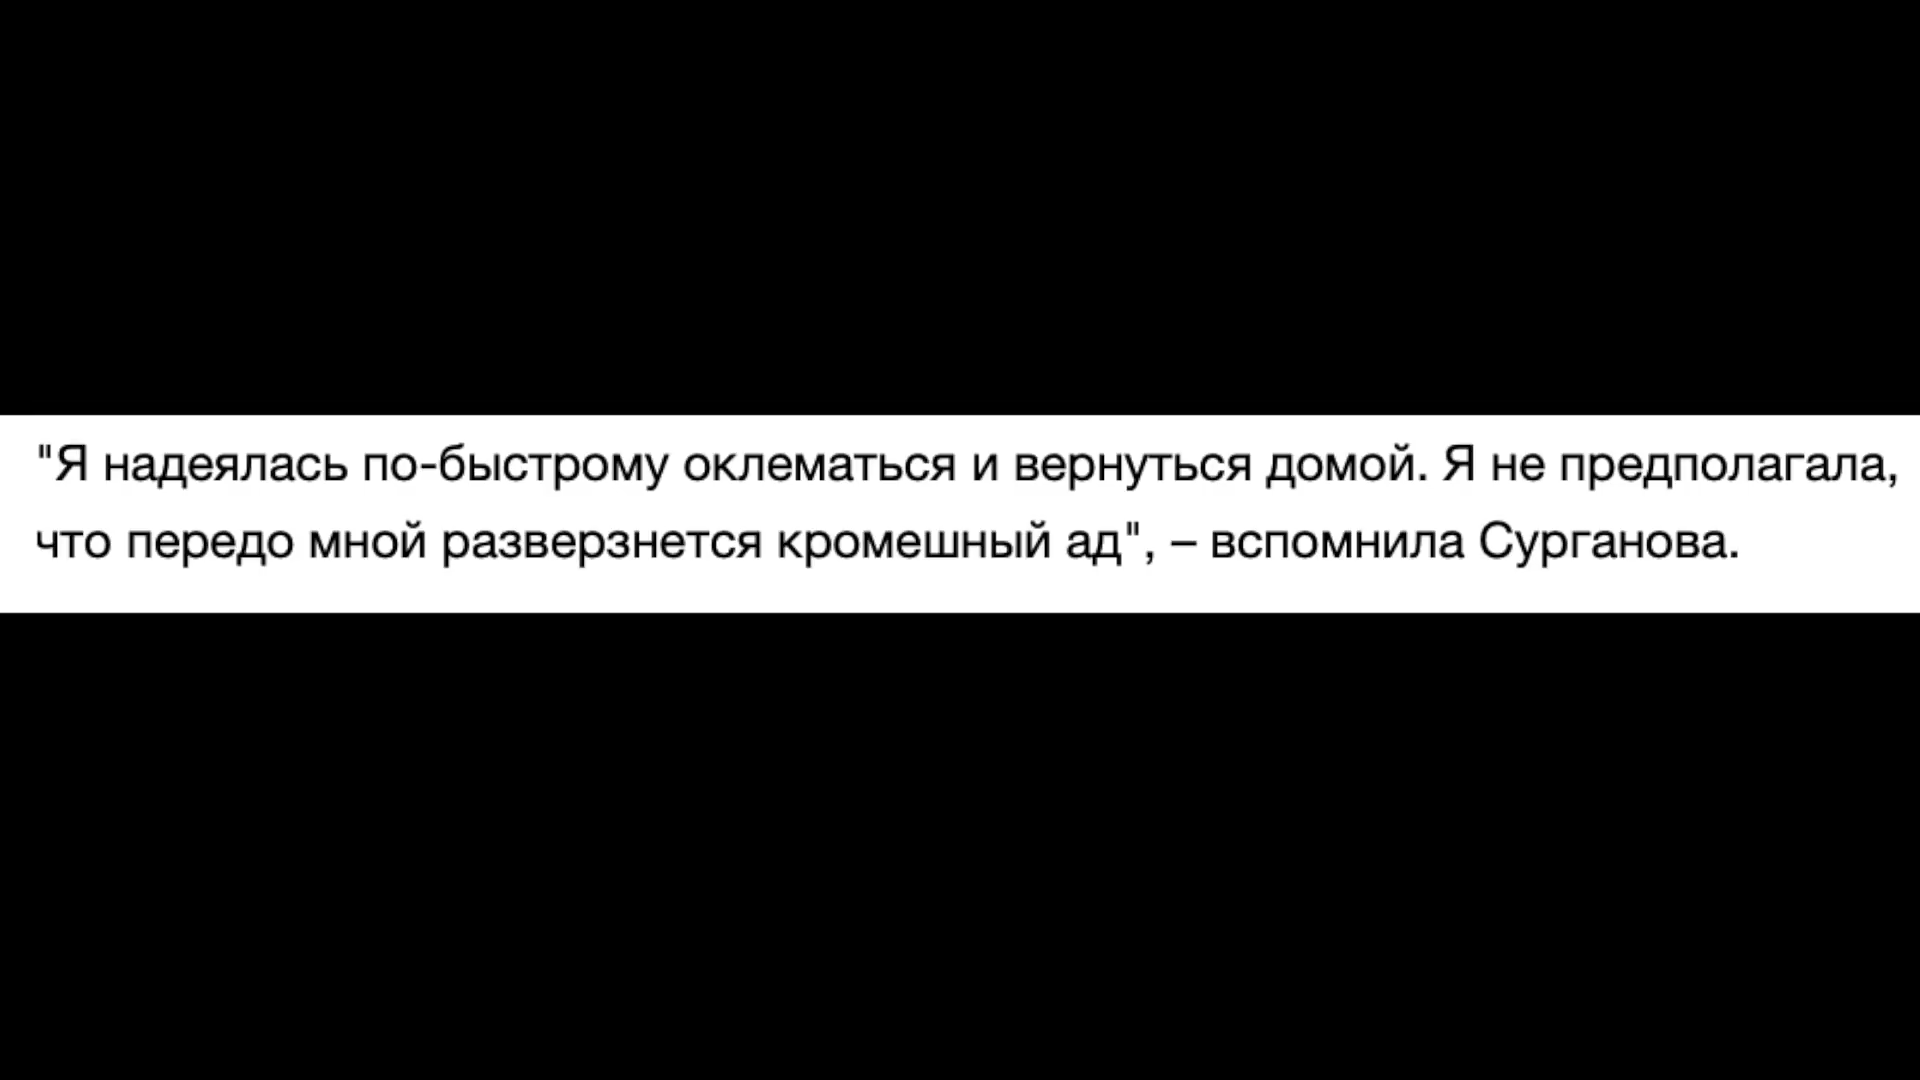 "Я надеялась по-быстрому оклематься и вернуться домой. Я не предполагала,
что передо мной разверзнется кромешный ад", – вспомнила Сурганова.